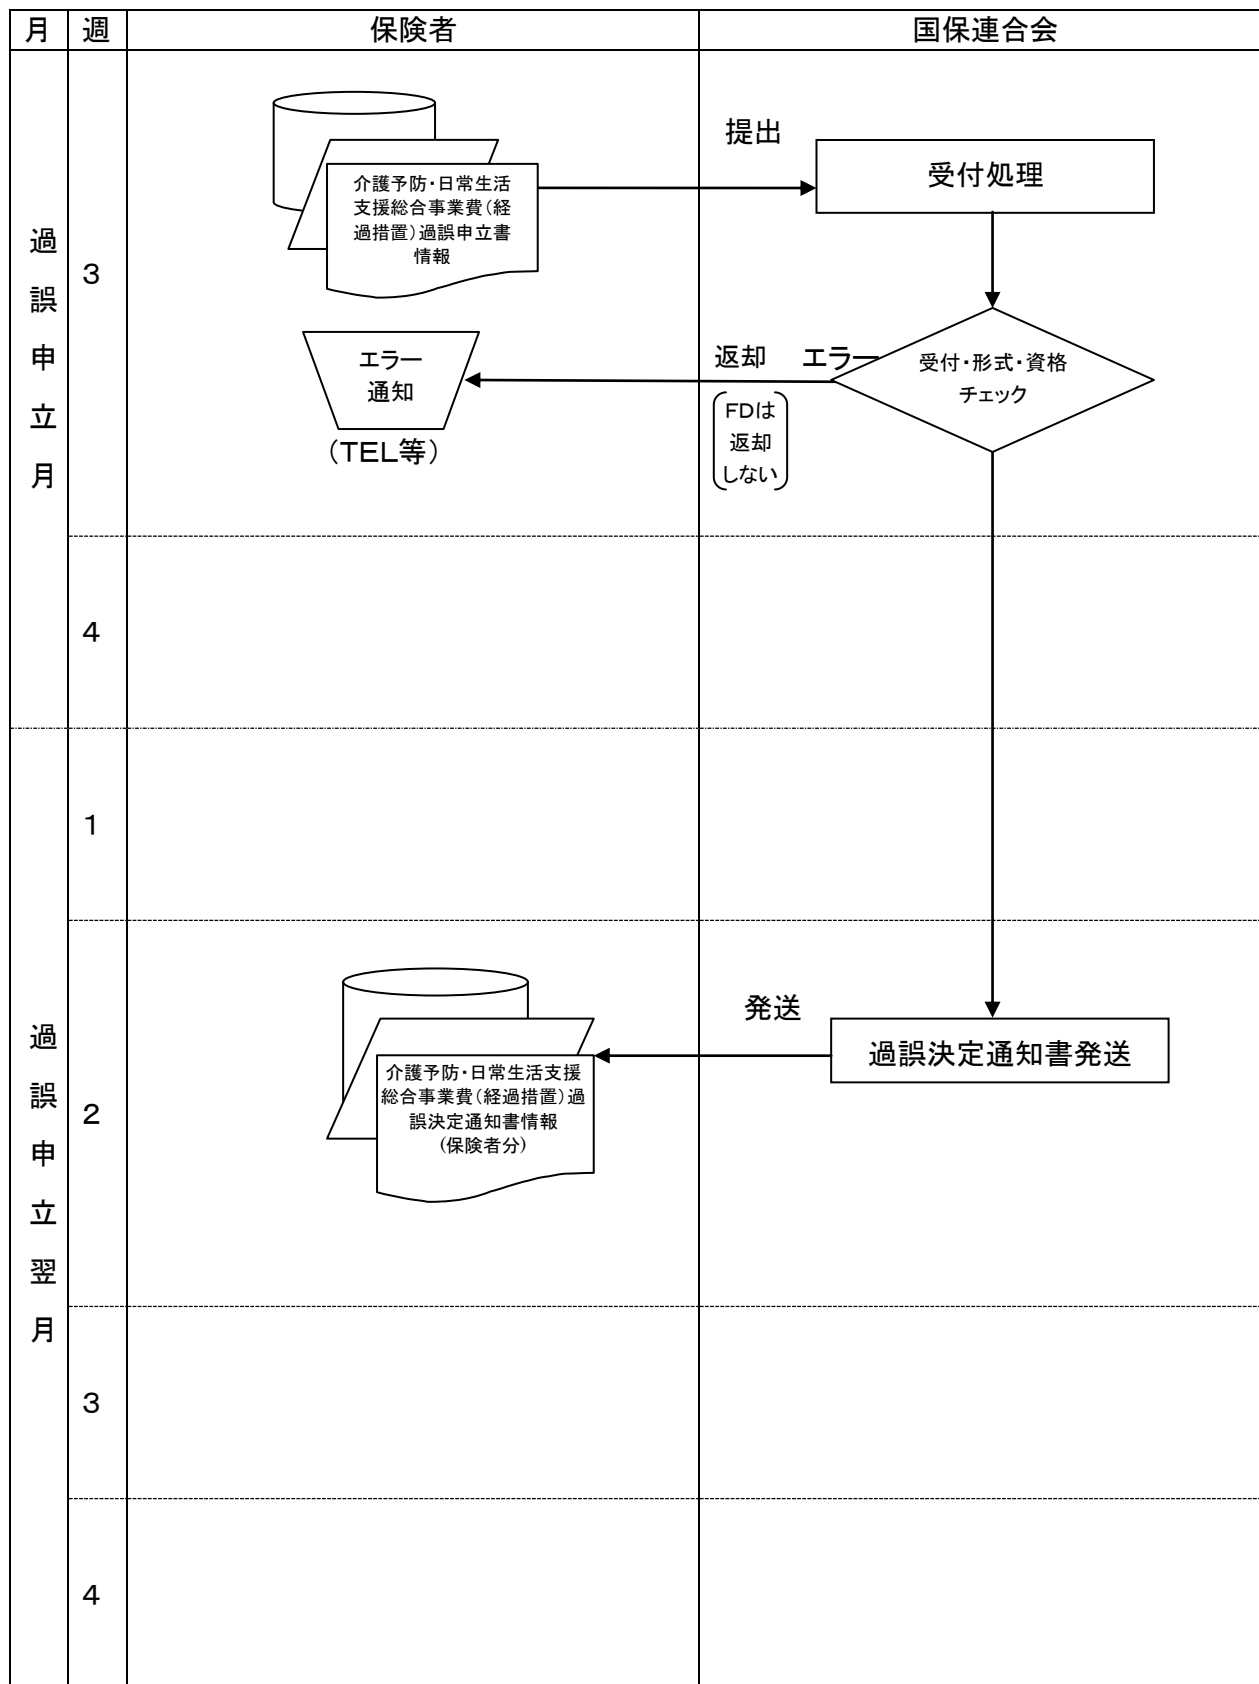 月 週 保険者 国保連合会
過誤申立月
3
介護予防・日常生活
支援総合事業費（経
過措置）過誤申立書
情報
提出
受付処理
エラー
通知
（TEL等）
返却 エラー
FDは
返却
しない
受付・形式・資格
チェック
4
過誤申立翌月
1
2
介護予防・日常生活支援
総合事業費（経過措置）過
誤決定通知書情報
(保険者分)
発送
過誤決定通知書発送
3
4